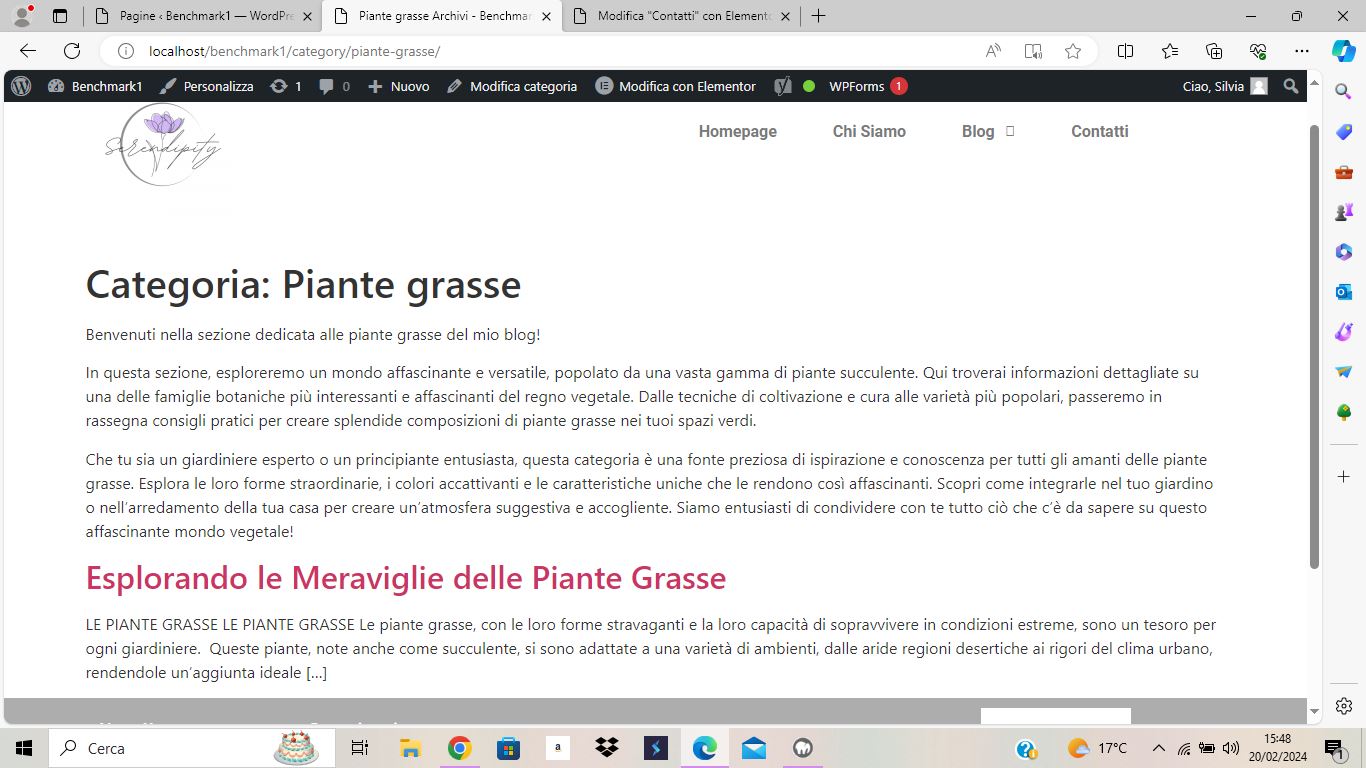 Pagine ‹ Benchmark1 — WordPre
Piante grasse Archivi - Benchmar
Modifica "Contatti" con Elemento
localhost/benchmark1/category/piante-grasse/
Benchmark1 Personalizza 1 0 Nuovo Modifica categoria Modifica con Elementor WPForms 1 Ciao, Silvia
Serendipity
Homepage Chi Siamo Blog Contatti
Categoria: Piante grasse
Benvenuti nella sezione dedicata alle piante grasse del mio blog!
In questa sezione, esploreremo un mondo affascinante e versatile, popolato da una vasta gamma di piante succulente. Qui troverai informazioni dettagliate su
una delle famiglie botaniche più interessanti e affascinanti del regno vegetale. Dalle tecniche di coltivazione e cura alle varietà più popolari, passeremo in
rassegna consigli pratici per creare splendide composizioni di piante grasse nei tuoi spazi verdi.
Che tu sia un giardiniere esperto o un principiante entusiasta, questa categoria è una fonte preziosa di ispirazione e conoscenza per tutti gli amanti delle piante
grasse. Esplora le loro forme straordinarie, i colori accattivanti e le caratteristiche uniche che le rendono così affascinanti. Scopri come integrarle nel tuo giardino
o nell’arredamento della tua casa per creare un’atmosfera suggestiva e accogliente. Siamo entusiasti di condividere con te tutto ciò che c’è da sapere su questo
affascinante mondo vegetale!
Esplorando le Meraviglie delle Piante Grasse
LE PIANTE GRASSE LE PIANTE GRASSE Le piante grasse, con le loro forme stravaganti e la loro capacità di sopravvivere in condizioni estreme, sono un tesoro per
ogni giardiniere.  Queste piante, note anche come succulente, si sono adattate a una varietà di ambienti, dalle aride regioni desertiche ai rigori del clima urbano,
rendendole un’aggiunta ideale […]
Cerca
a
17°C
15:48
20/02/2024
1